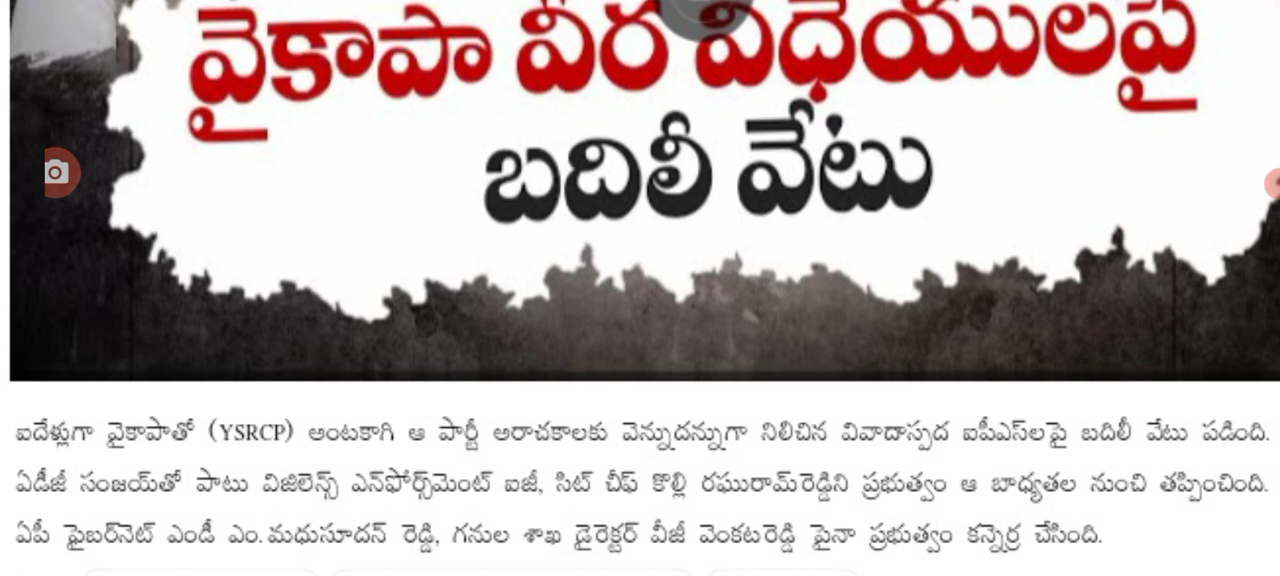 వైకాపా వీర విధేయులపై
బదిలీ వేటు
ఐదేళ్లుగా వైకాపాతో (YSRCP) అంటకాగి ఆ పార్టీ అరాచకాలకు వెన్నుదన్నుగా నిలిచిన వివాదాస్పద ఐపీఎస్‌లపై బదిలీ వేటు పడింది.
ఏడీజీ సంజయ్‌తో పాటు విజిలెన్స్ ఎన్‌ఫోర్స్‌మెంట్ ఐజీ, సిట్ చీఫ్ కొల్లి రఘురామ్‌రెడ్డిని ప్రభుత్వం ఆ బాధ్యతల నుంచి తప్పించింది.
ఏపీ ఫైబర్‌నెట్ ఎండీ ఎం.మధుసూదన్ రెడ్డి, గనుల శాఖ డైరెక్టర్ వీజీ వెంకటరెడ్డి పైనా ప్రభుత్వం కన్నెర్ర చేసింది.